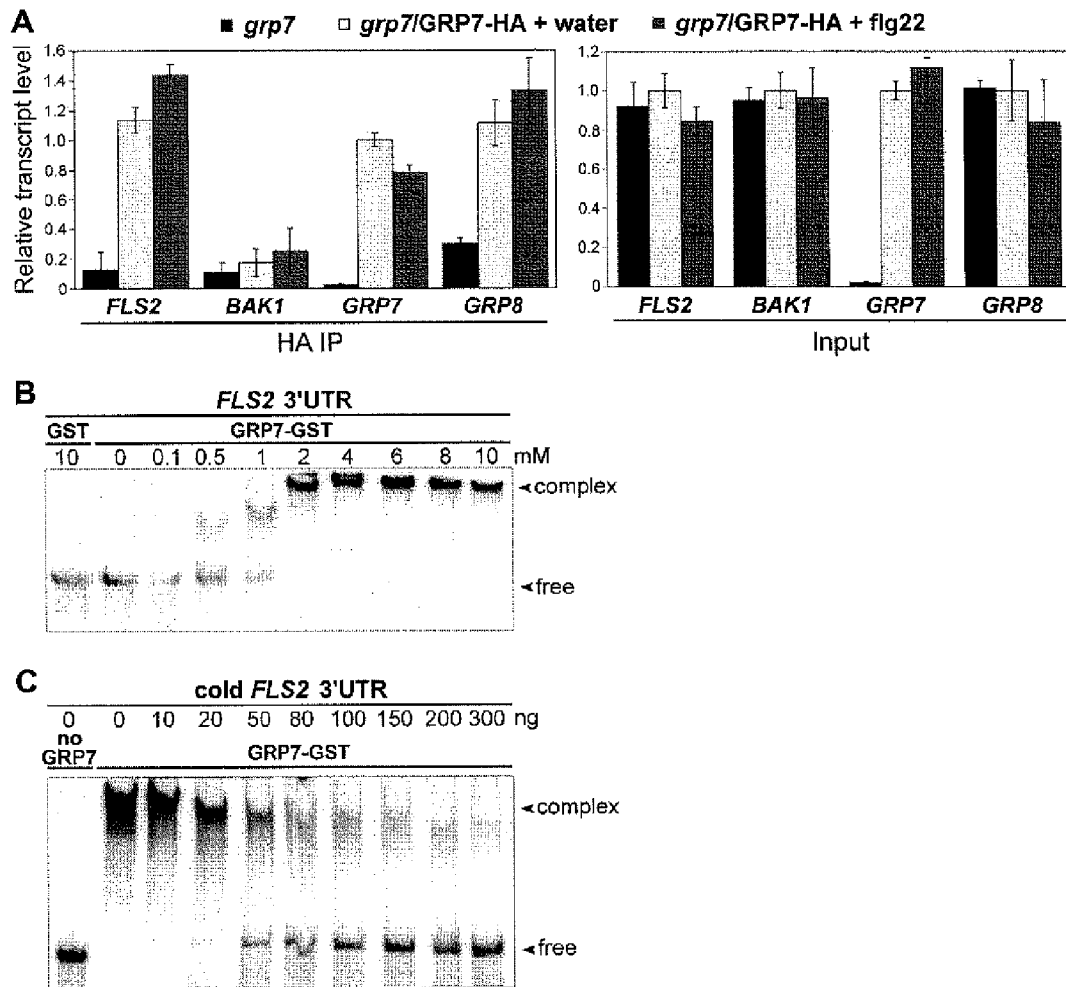 A
grp7 grp7/GRP7-HA + water grp7/GRP7-HA + flg22
Relative transcript level
1.6
1.4
1.2
1.0
0.8
0.6
0.4
0.2
0
FLS2 BAK1 GRP7 GRP8
HA IP
1.2
1.0
0.8
0.6
0.4
0.2
0
FLS2 BAK1 GRP7 GRP8
Input
B
FLS2 3'UTR
GST GRP7-GST
10 0 0.1 0.5 1 2 4 6 8 10 mM
complex
free
C
cold FLS2 3'UTR
0 0 10 20 50 80 100 150 200 300 ng
no
GRP7 GRP7-GST
complex
free